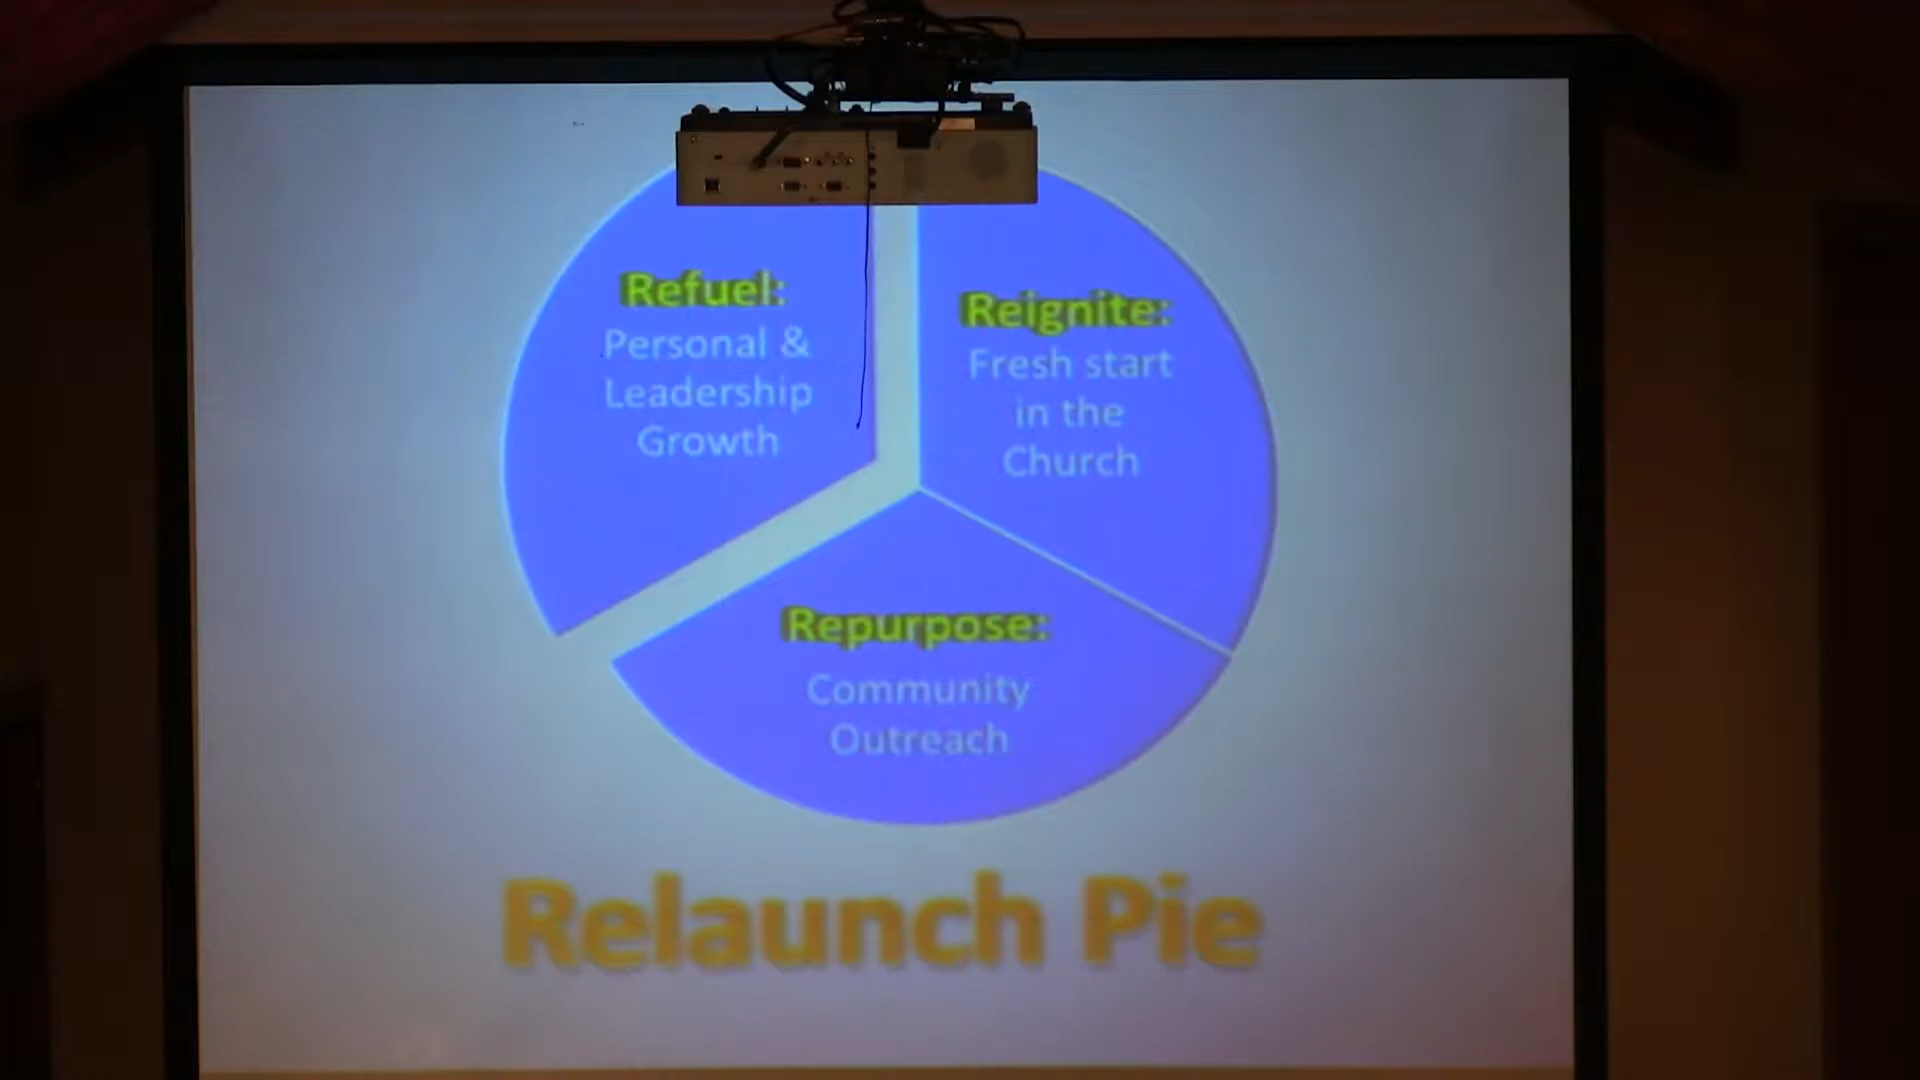 Refuel:
Personal &
Leadership
Growth
Reignite:
Fresh start
in the
Church
Repurpose:
Community
Outreach
Relaunch Pie